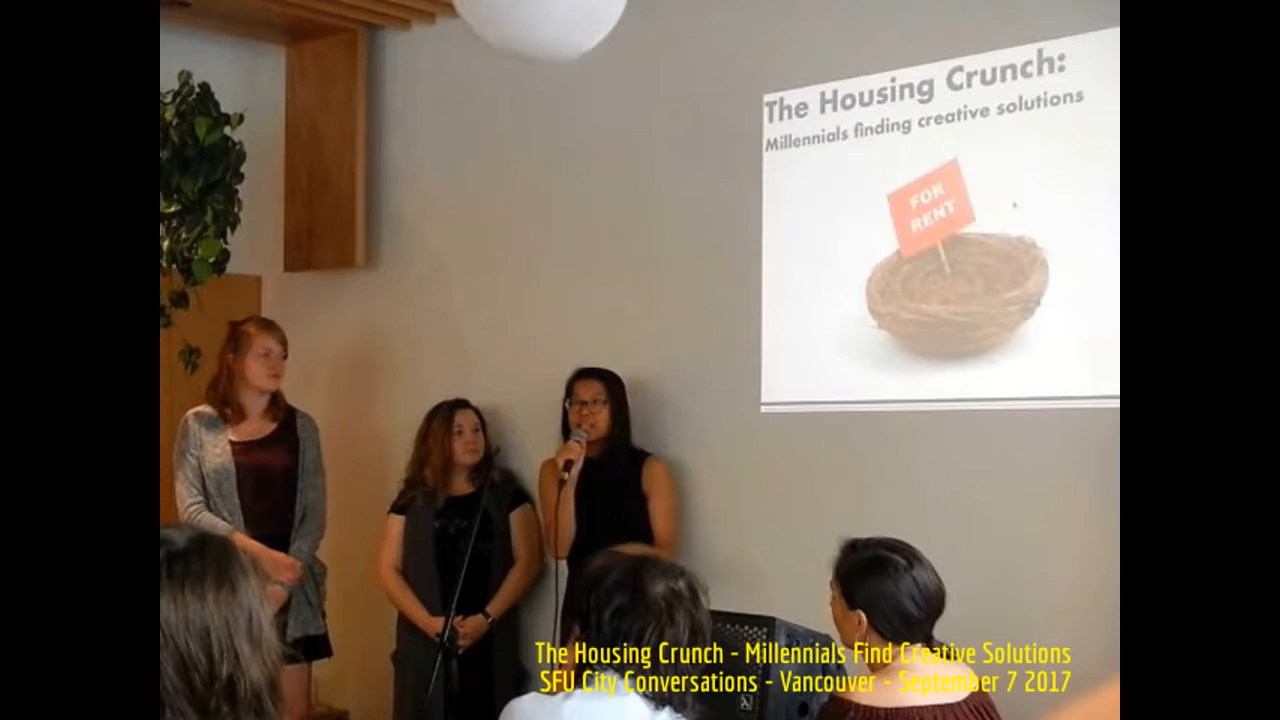 The Housing Crunch:
Millennials finding creative solutions
FOR
RENT
The Housing Crunch - Millennials Find Creative Solutions
SFU City Conversations - Vancouver - September 7 2017